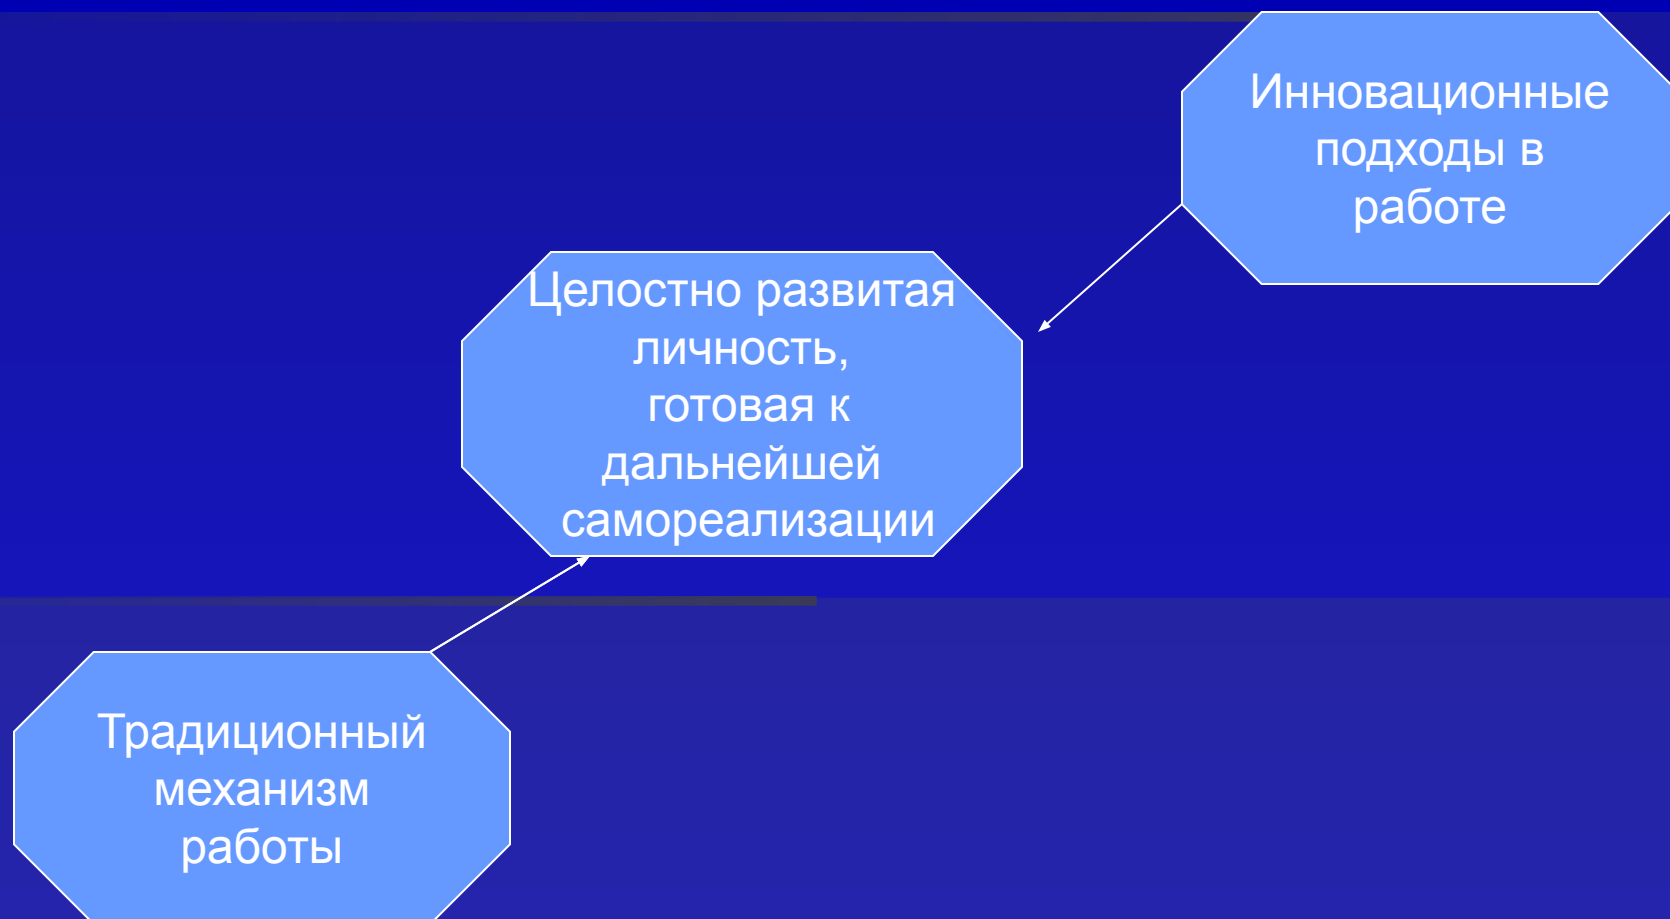 Инновационные
подходы в
работе
Целостно развитая
личность,
готовая к
дальнейшей
самореализации
Традиционный
механизм
работы